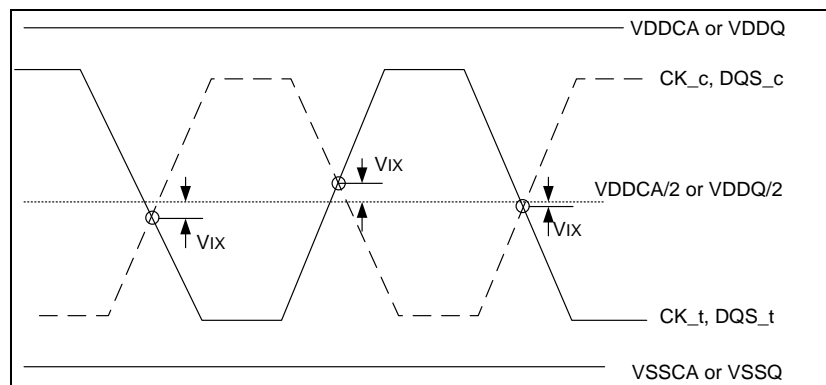 VDDCA or VDDQ
CK_c, DQS_c
VIX
VDDCA/2 or VDDQ/2
VIX
VIX
CK_t, DQS_t
VSSCA or VSSQ